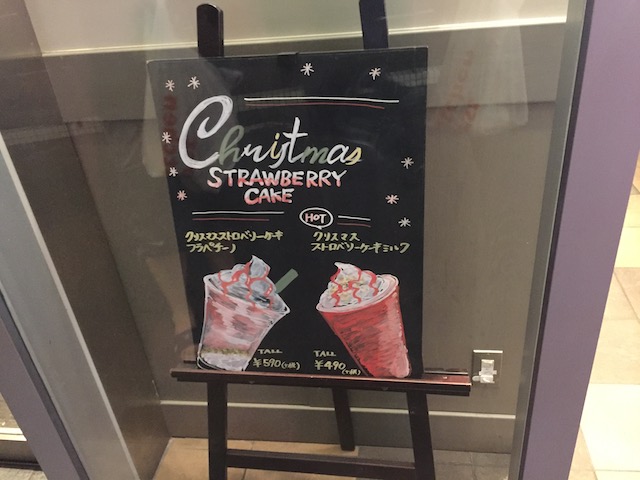 Christmas
STRAWBERRY
CAKE
クリスマスストロベリーケーキ
フラペチーノ
TALL
¥590(+税)
HOT
クリスマス
ストロベリーケーキミルク
TALL
¥490(+税)